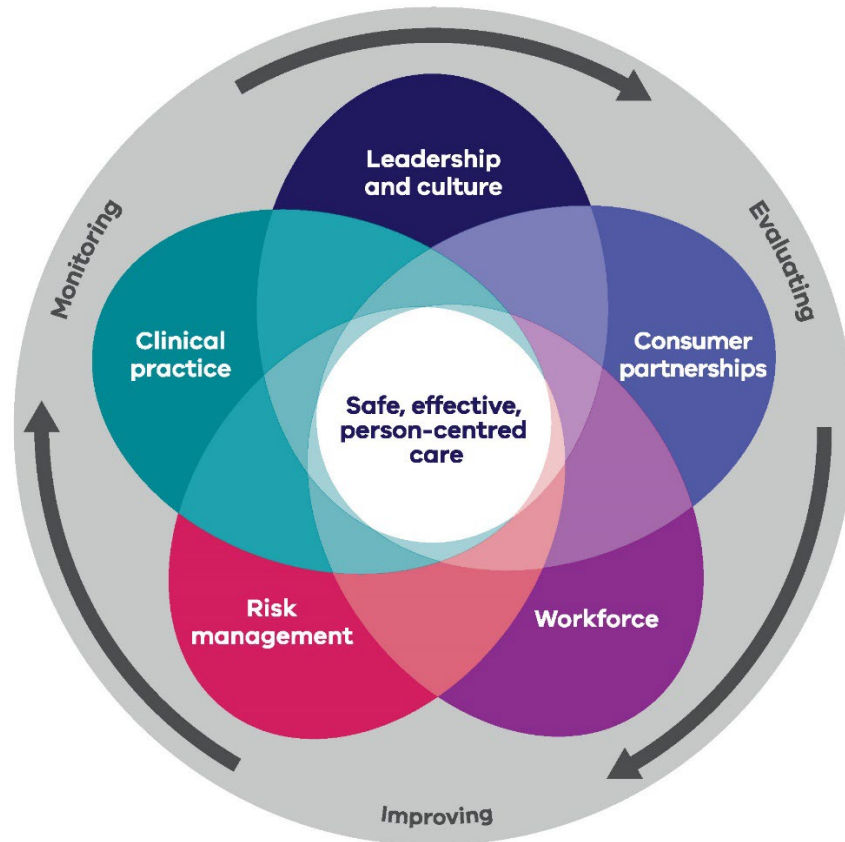 Leadership
and culture
Monitoring
Evaluating
Clinical
practice
Consumer
partnerships
Safe, effective,
person-centred
care
Risk
management
Workforce
Improving